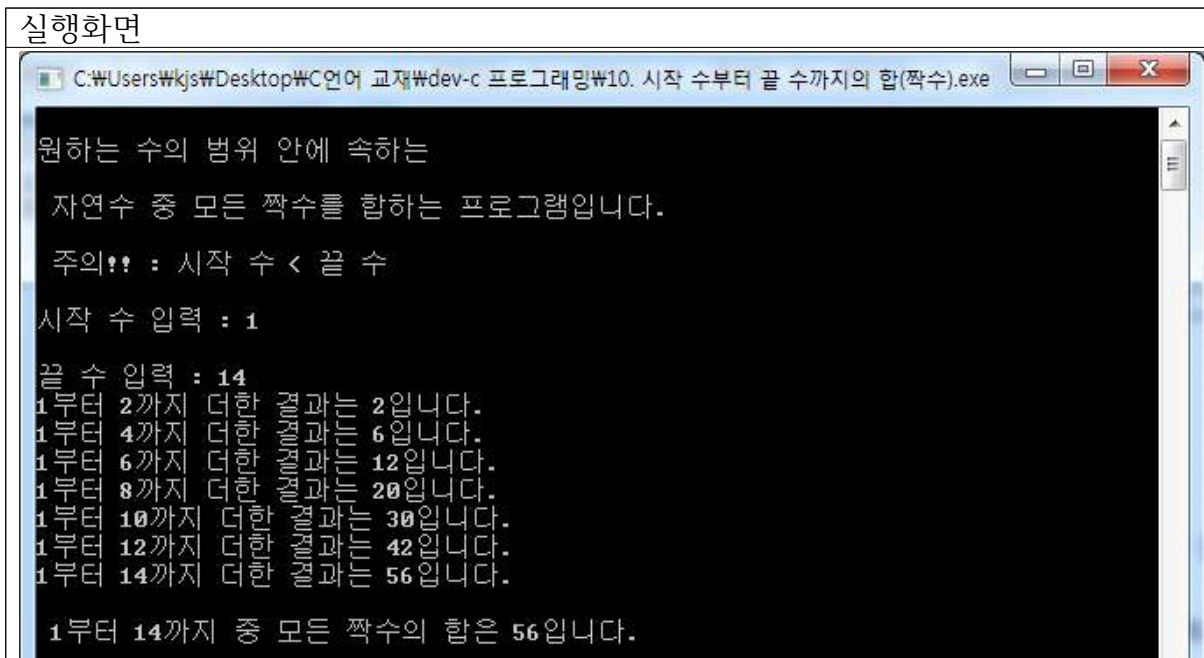 실행화면
C:₩Users₩kjs₩Desktop₩C언어 교재₩dev-c 프로그래밍₩10. 시작 수부터 끝 수까지의 합(짝수).exe
원하는 수의 범위 안에 속하는
자연수 중 모든 짝수를 합하는 프로그램입니다.
주의!! : 시작 수 < 끝 수
시작 수 입력 : 1
끝 수 입력 : 14
1부터 2까지 더한 결과는 2입니다.
1부터 4까지 더한 결과는 6입니다.
1부터 6까지 더한 결과는 12입니다.
1부터 8까지 더한 결과는 20입니다.
1부터 10까지 더한 결과는 30입니다.
1부터 12까지 더한 결과는 42입니다.
1부터 14까지 더한 결과는 56입니다.
1부터 14까지 중 모든 짝수의 합은 56입니다.